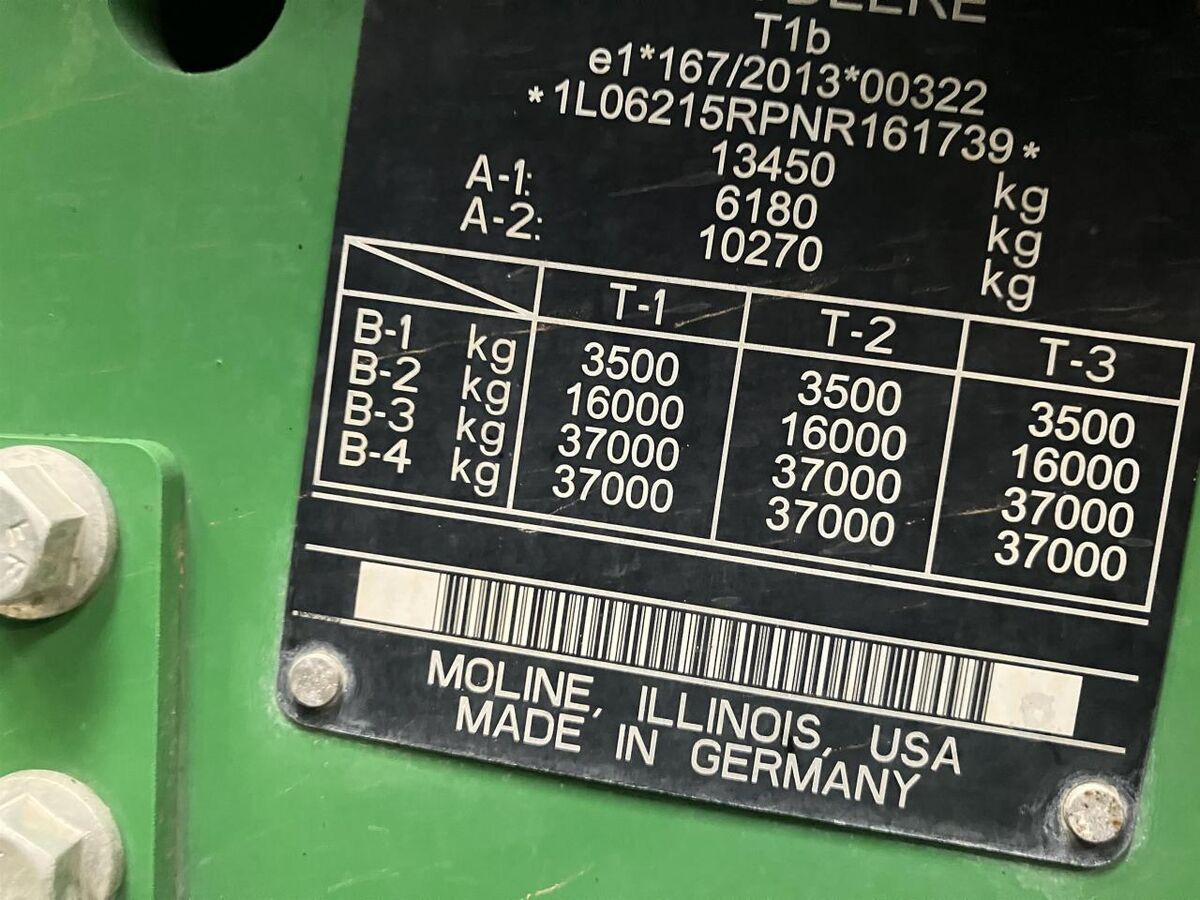 DEERE
T1b
e1*167/2013*00322
*1L06215RPNR161739*
13450 kg
A-1: 6180 kg
A-2: 10270 kg
T-1 T-2 T-3
B-1 kg 3500 3500 3500
B-2 kg 16000 16000 16000
B-3 kg 37000 37000 37000
B-4 kg 37000 37000 37000
MOLINE, ILLINOIS, USA
MADE IN GERMANY